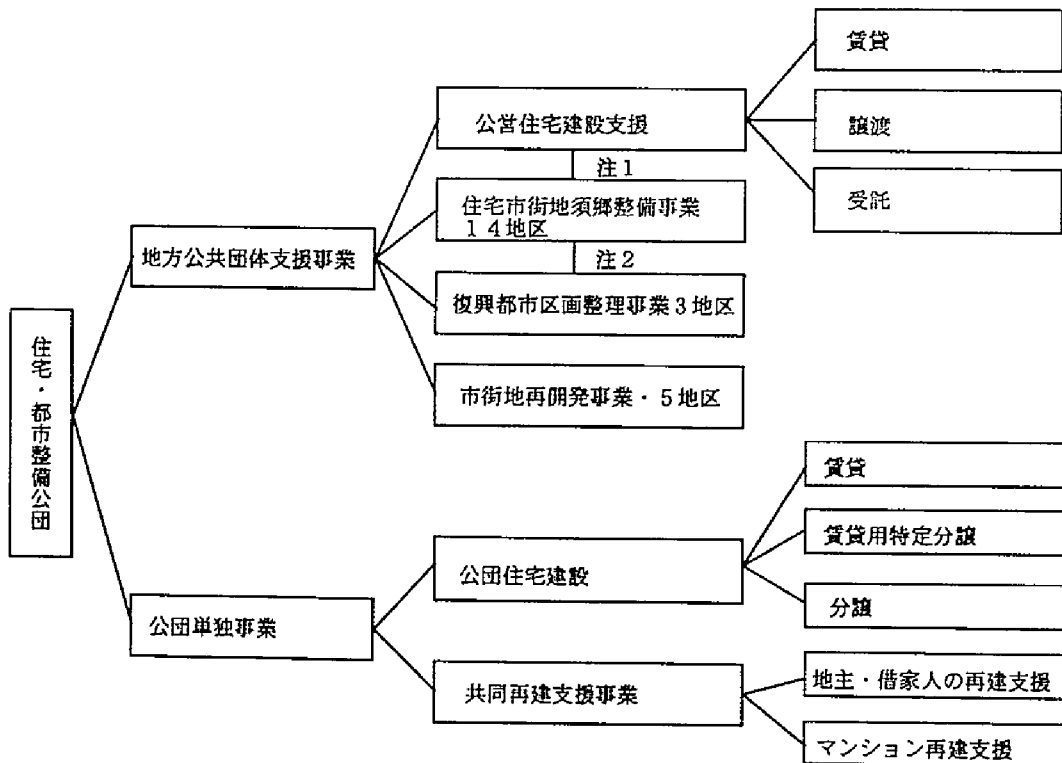 住宅・都市整備公団
地方公共団体支援事業
公営住宅建設支援
賃貸
譲渡
受託
注1
住宅市街地須郷整備事業
14地区
注2
復興都市区画整理事業3地区
市街地再開発事業・5地区
公団単独事業
公団住宅建設
賃貸
賃貸用特定分譲
分譲
共同再建支援事業
地主・借家人の再建支援
マンション再建支援